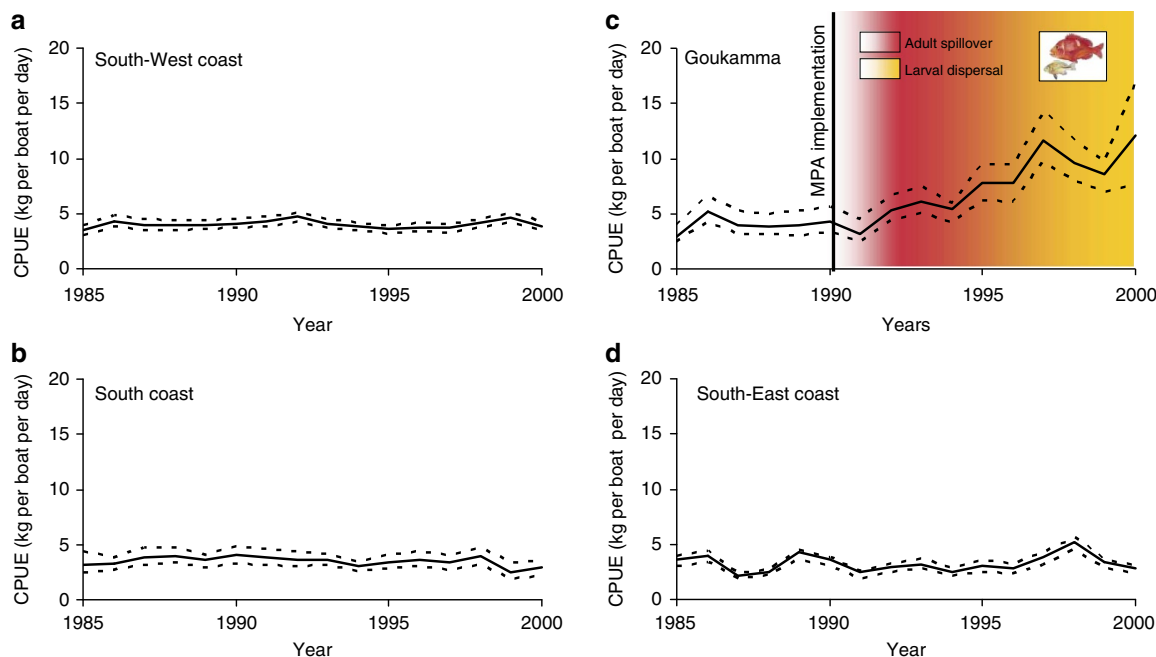 a
South-West coast
CPUE (kg per boat per day)
20
15
10
5
0
1985
1990
1995
2000
Year
c
Goukamma
MPA implementation
Adult spillover
Larval dispersal
CPUE (kg per boat per day)
20
15
10
5
0
1985
1990
1995
2000
Years
b
South coast
CPUE (kg per boat per day)
20
15
10
5
0
1985
1990
1995
2000
Year
d
South-East coast
CPUE (kg per boat per day)
20
15
10
5
0
1985
1990
1995
2000
Year